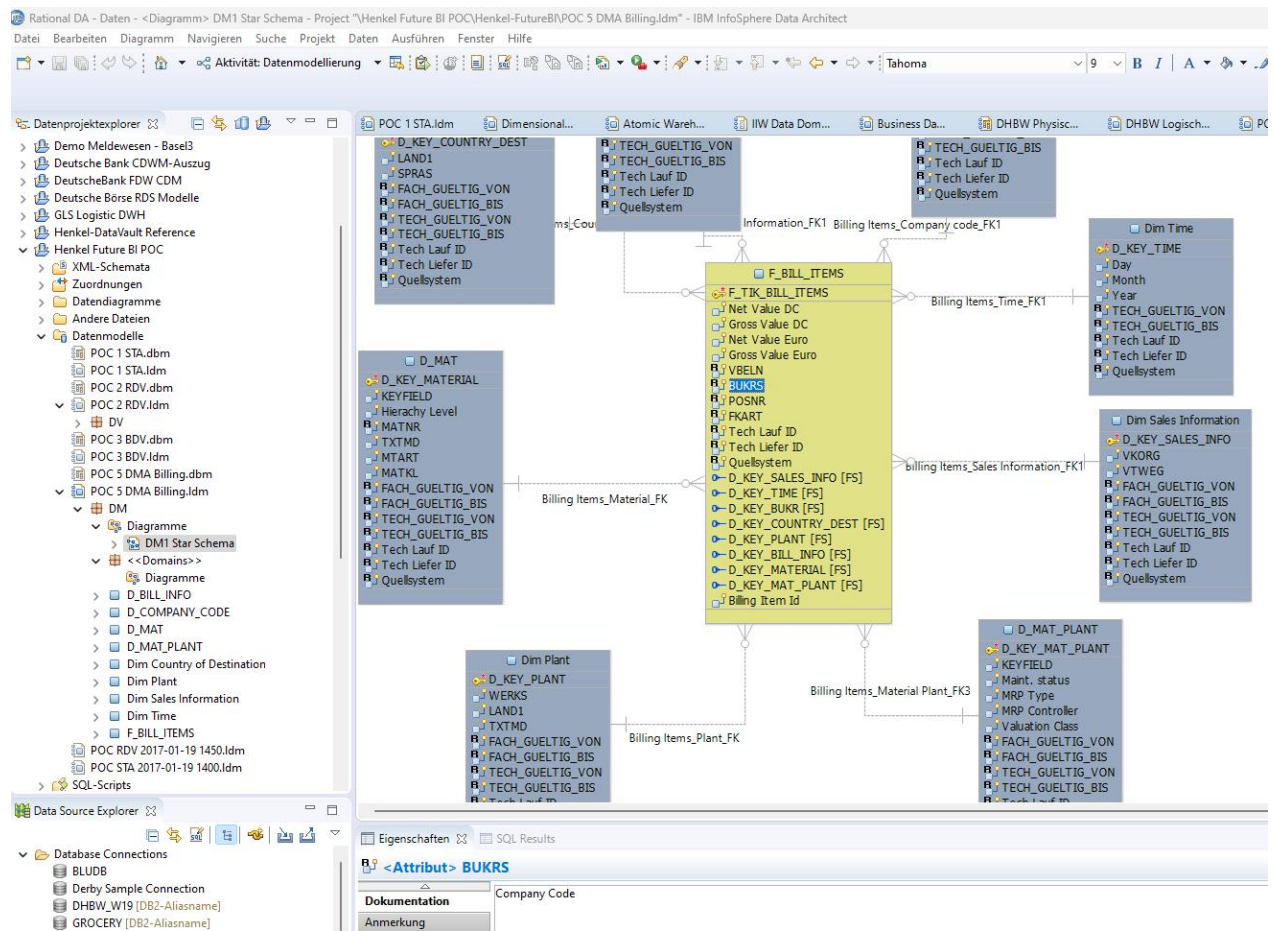 Rational DA - Daten - <Diagramm> DM1 Star Schema - Project "\Henkel Future BI POC\Henkel-FutureBI\POC 5 DMA Billing.ldm" - IBM InfoSphere Data Architect
Datei Bearbeiten Diagramm Navigieren Suche Projekt Daten Ausführen Fenster Hilfe
Aktivität: Datenmodellierung
Tahoma
9
B I A
Datenprojektexplorer
Demo Meldewesen - Basel3
Deutsche Bank CDWM-Auszug
DeutscheBank FDW CDM
Deutsche Börse RDS Modelle
GLS Logistic DWH
Henkel-DataVault Reference
Henkel Future BI POC
XML-Schemata
Zuordnungen
Datendiagramme
Andere Dateien
Datenmodelle
POC 1 STA.dbm
POC 1 STA.ldm
POC 2 RDV.dbm
POC 2 RDV.ldm
DV
POC 3 BDV.dbm
POC 3 BDV.ldm
POC 5 DMA Billing.dbm
POC 5 DMA Billing.ldm
DM
Diagramme
DM1 Star Schema
<<Domains>>
Diagramme
D_BILL_INFO
D_COMPANY_CODE
D_MAT
D_MAT_PLANT
Dim Country of Destination
Dim Plant
Dim Sales Information
Dim Time
F_BILL_ITEMS
POC RDV 2017-01-19 1450.ldm
POC STA 2017-01-19 1400.ldm
SQL-Scripts
Data Source Explorer
Database Connections
BLUDB
Derby Sample Connection
DHBW_W19 [DB2-Aliasname]
GROCERY [DB2-Aliasname]
POC 1 STA.ldm
Dimensional...
Atomic Wareh...
IIW Data Dom...
Business Da...
DHBW Physisc...
DHBW Logisch...
PO
D_KEY_COUNTRY_DEST
LAND1
SPRAS
FACH_GUELTIG_VON
FACH_GUELTIG_BIS
TECH_GUELTIG_VON
TECH_GUELTIG_BIS
Tech Lauf ID
Tech Liefer ID
Quellsystem
TECH_GUELTIG_VON
TECH_GUELTIG_BIS
Tech Lauf ID
Tech Liefer ID
Quellsystem
TECH_GUELTIG_BIS
Tech Lauf ID
Tech Liefer ID
Quellsystem
ms_Cou
Information_FK1
Billing Items_Company code_FK1
Dim Time
D_KEY_TIME
Day
Month
Year
TECH_GUELTIG_VON
TECH_GUELTIG_BIS
Tech Lauf ID
Tech Liefer ID
Quellsystem
Billing Items_Time_FK1
F_BILL_ITEMS
F_TIK_BILL_ITEMS
Net Value DC
Gross Value DC
Net Value Euro
Gross Value Euro
VBELN
BUKRS
POSNR
FKART
Tech Lauf ID
Tech Liefer ID
Quellsystem
D_KEY_SALES_INFO [FS]
D_KEY_TIME [FS]
D_KEY_BUKR [FS]
D_KEY_COUNTRY_DEST [FS]
D_KEY_PLANT [FS]
D_KEY_BILL_INFO [FS]
D_KEY_MATERIAL [FS]
D_KEY_MAT_PLANT [FS]
Billing Item Id
D_MAT
D_KEY_MATERIAL
KEYFIELD
Hierachy Level
MATNR
TXTMD
MTART
MATKL
FACH_GUELTIG_VON
FACH_GUELTIG_BIS
TECH_GUELTIG_VON
TECH_GUELTIG_BIS
Tech Lauf ID
Tech Liefer ID
Quellsystem
Billing Items_Material_FK
Dim Sales Information
D_KEY_SALES_INFO
VKORG
VTWEG
FACH_GUELTIG_VON
FACH_GUELTIG_BIS
TECH_GUELTIG_VON
TECH_GUELTIG_BIS
Tech Lauf ID
Tech Liefer ID
Quellsystem
Billing Items_Sales Information_FK1
Dim Plant
D_KEY_PLANT
WERKS
LAND1
TXTMD
FACH_GUELTIG_VON
FACH_GUELTIG_BIS
TECH_GUELTIG_VON
TECH_GUELTIG_BIS
Tech Lauf ID
Billing Items_Plant_FK
Billing Items_Material Plant_FK3
D_MAT_PLANT
D_KEY_MAT_PLANT
KEYFIELD
Maint. status
MRP Type
MRP Controller
Valuation Class
FACH_GUELTIG_VON
FACH_GUELTIG_BIS
TECH_GUELTIG_VON
TECH_GUELTIG_BIS
Tech Lauf ID
Eigenschaften
SQL Results
<Attribut> BUKRS
Dokumentation
Anmerkung
Company Code